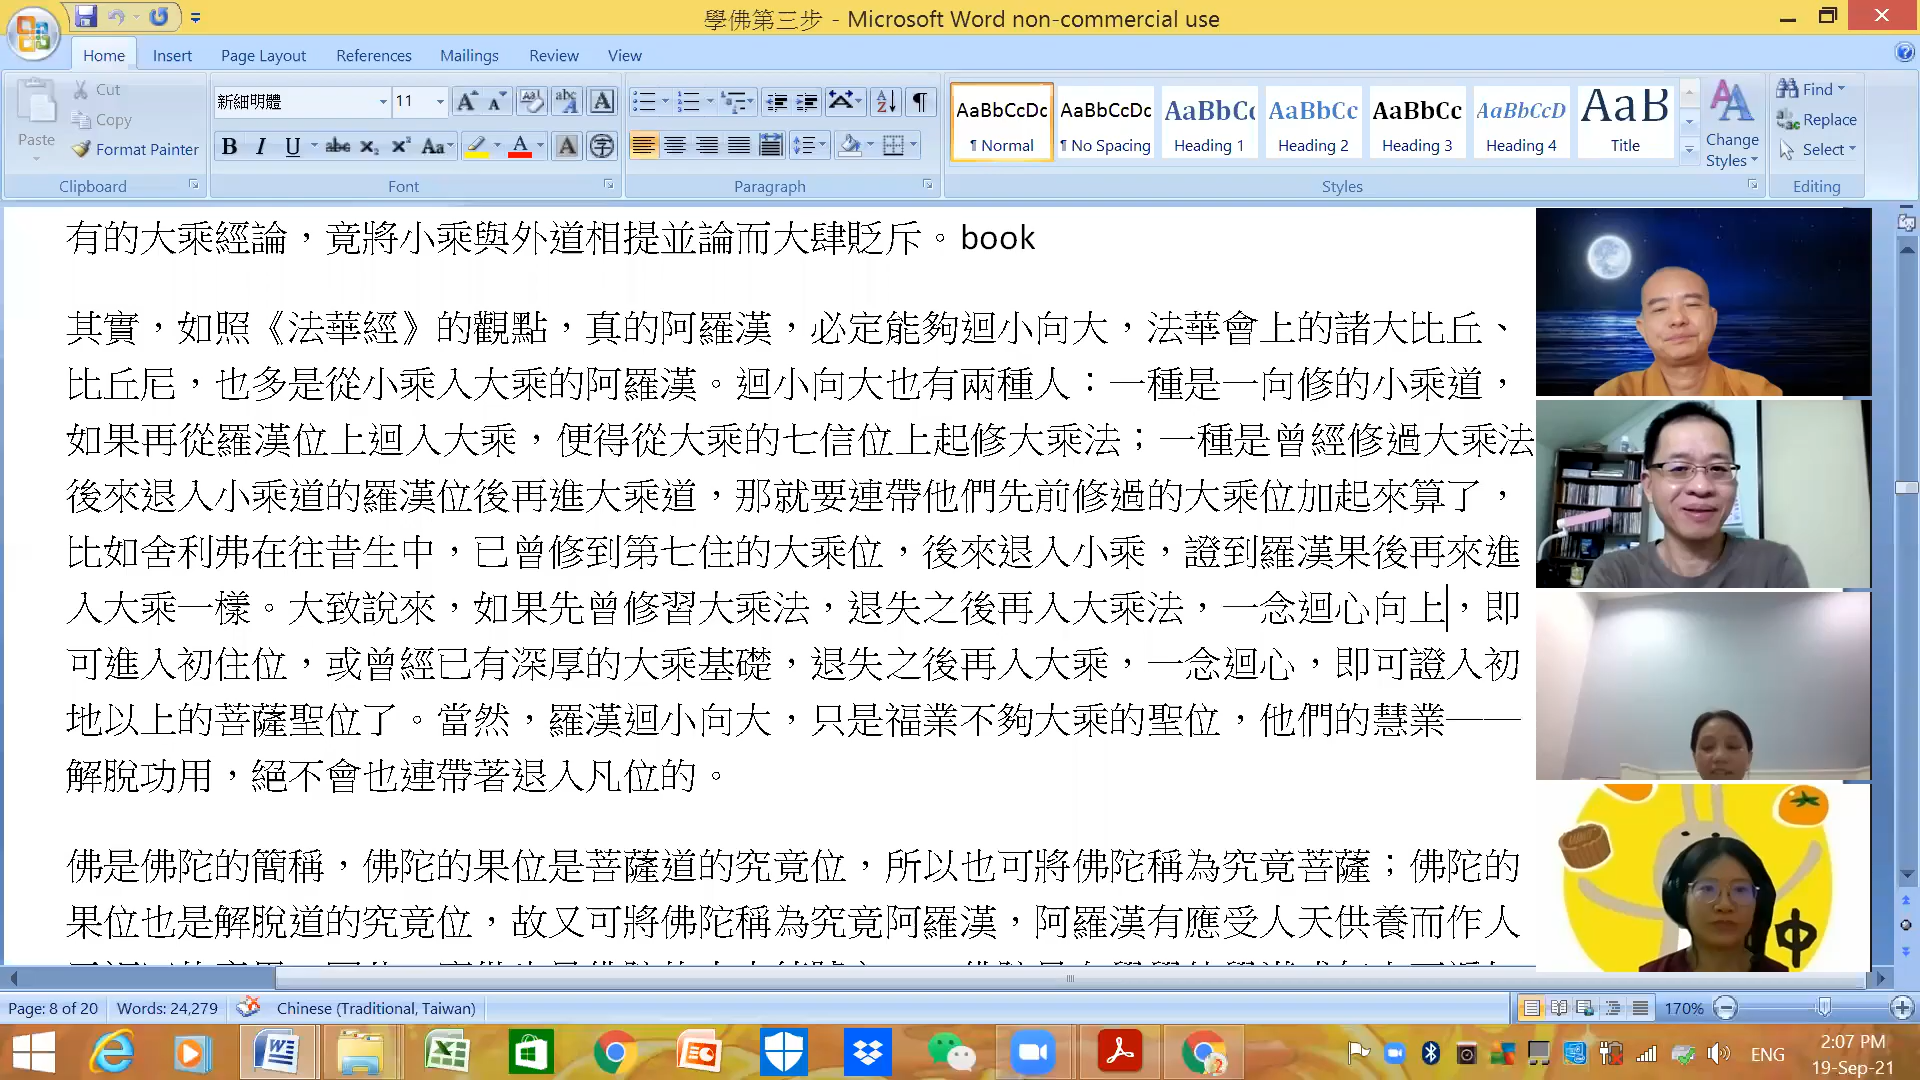 學佛第三步 - Microsoft Word non-commercial use
Home Insert Page Layout References Mailings Review View
Cut
Copy
Paste
Format Painter
Clipboard
新細明體 11
Font
Paragraph
AaBbCcDc AaBbCcDc AaBbCc AaBbCc AaBbCc AaBbCcD AaB
¶ Normal ¶ No Spacing Heading 1 Heading 2 Heading 3 Heading 4 Title
Change Styles
Styles
Find
Replace
Select
Editing
有的大乘經論，竟將小乘與外道相提並論而大肆貶斥。book
其實，如照《法華經》的觀點，真的阿羅漢，必定能夠迴小向大，法華會上的諸大比丘、
比丘尼，也多是從小乘入大乘的阿羅漢。迴小向大也有兩種人：一種是一向修的小乘道，
如果再從羅漢位上迴入大乘，便得從大乘的七信位上起修大乘法；一種是曾經修過大乘法
後來退入小乘道的羅漢位後再進大乘道，那就要連帶他們先前修過的大乘位加起來算了，
比如舍利弗在往昔生中，已曾修到第七住的大乘位，後來退入小乘，證到羅漢果後再來進
入大乘一樣。大致說來，如果先曾修習大乘法，退失之後再入大乘法，一念迴心向上，即
可進入初住位，或曾經已有深厚的大乘基礎，退失之後再入大乘，一念迴心，即可證入初
地以上的菩薩聖位了。當然，羅漢迴小向大，只是福業不夠大乘的聖位，他們的慧業——
解脫功用，絕不會也連帶著退入凡位的。
佛是佛陀的簡稱，佛陀的果位是菩薩道的究竟位，所以也可將佛陀稱為究竟菩薩；佛陀的
果位也是解脫道的究竟位，故又可將佛陀稱為究竟阿羅漢，阿羅漢有應受人天供養而作人
中
Page: 8 of 20 Words: 24,279 Chinese (Traditional, Taiwan) 170%
ENG
2:07 PM
19-Sep-21